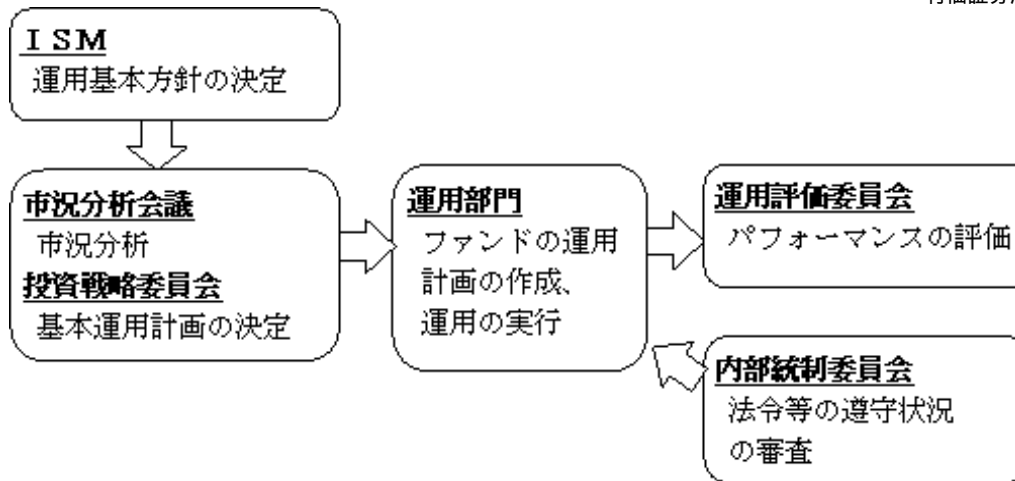 ＩＳＭ
運用基本方針の決定
市況分析会議
市況分析
投資戦略委員会
基本運用計画の決定
運用部門
ファンドの運用
計画の作成、
運用の実行
運用評価委員会
パフォーマンスの評価
内部統制委員会
法令等の遵守状況
の審査